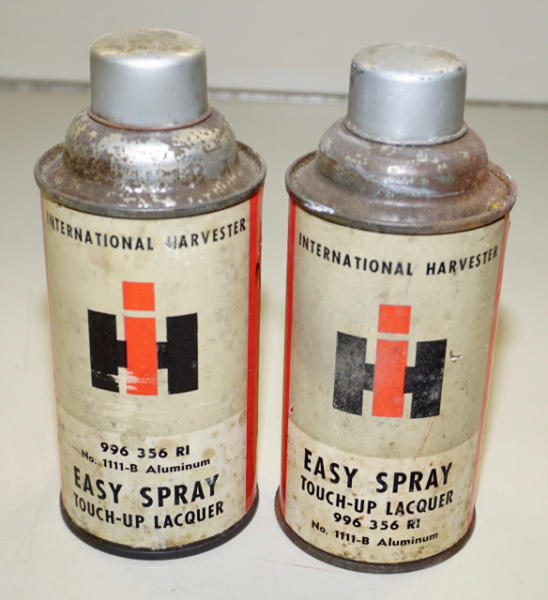 INTERNATIONAL HARVESTER
IH
996 356 RI
No. 1111-B Aluminum
EASY SPRAY
TOUCH-UP LACQUER
INTERNATIONAL HARVESTER
IH
EASY SPRAY
TOUCH-UP LACQUER
996 356 RI
No. 1111-B Aluminum